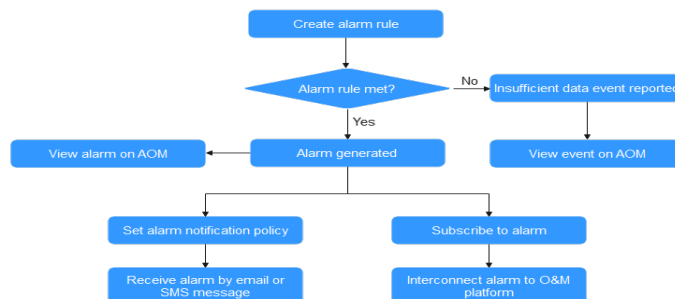 Create alarm rule
Alarm rule met?
No
Insufficient data event reported
Yes
View alarm on AOM
Alarm generated
View event on AOM
Set alarm notification policy
Subscribe to alarm
Receive alarm by email or
SMS message
Interconnect alarm to O&M
platform